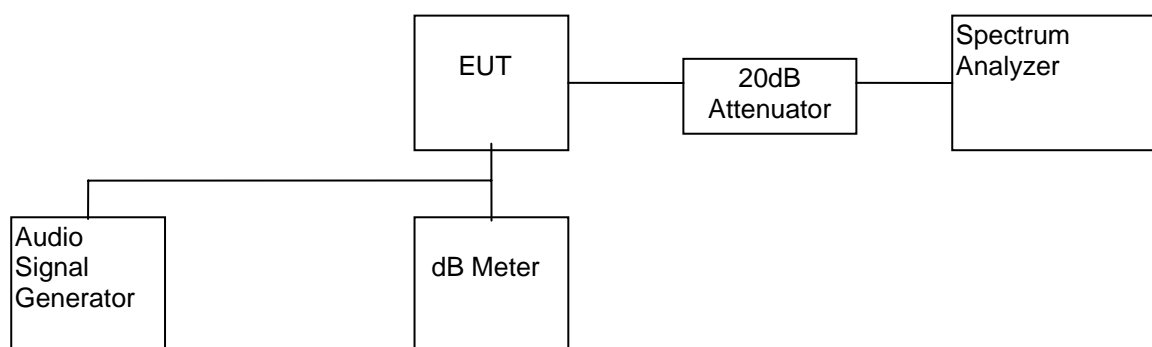 EUT
20dB
Attenuator
Spectrum
Analyzer
Audio
Signal
Generator
dB Meter